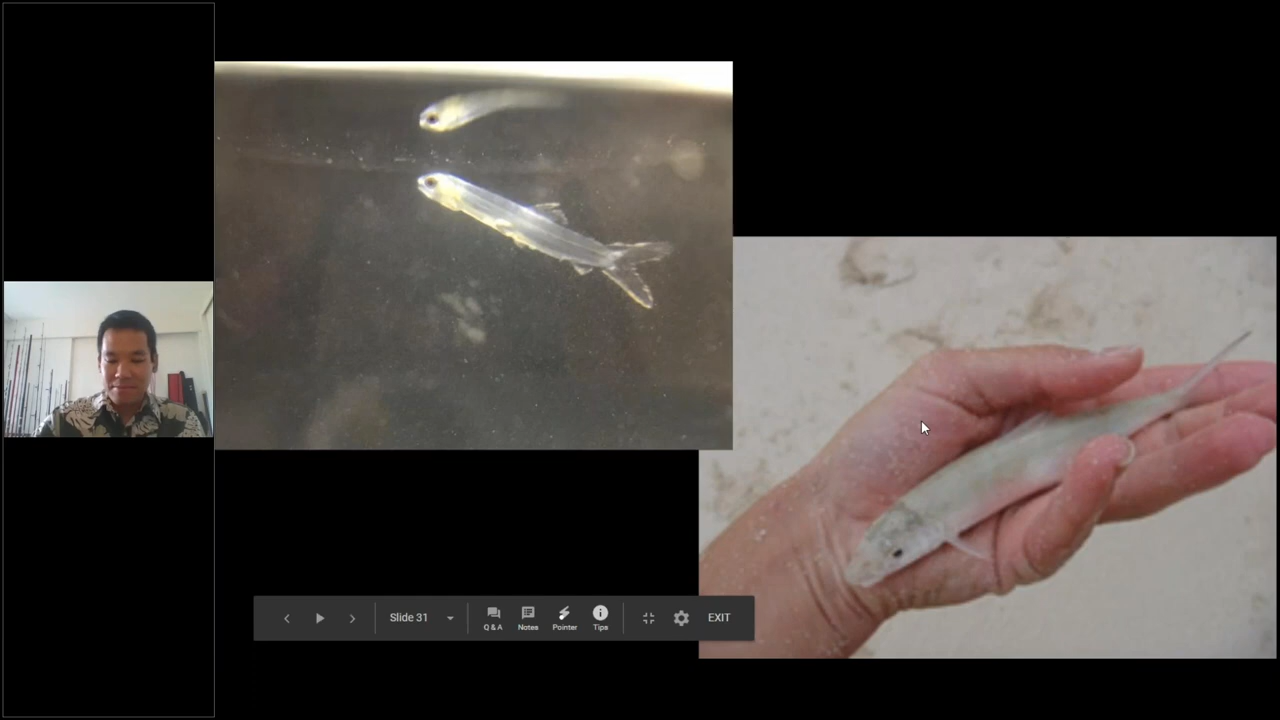 Slide 31
Q & A
Notes
Pointer
Tips
EXIT